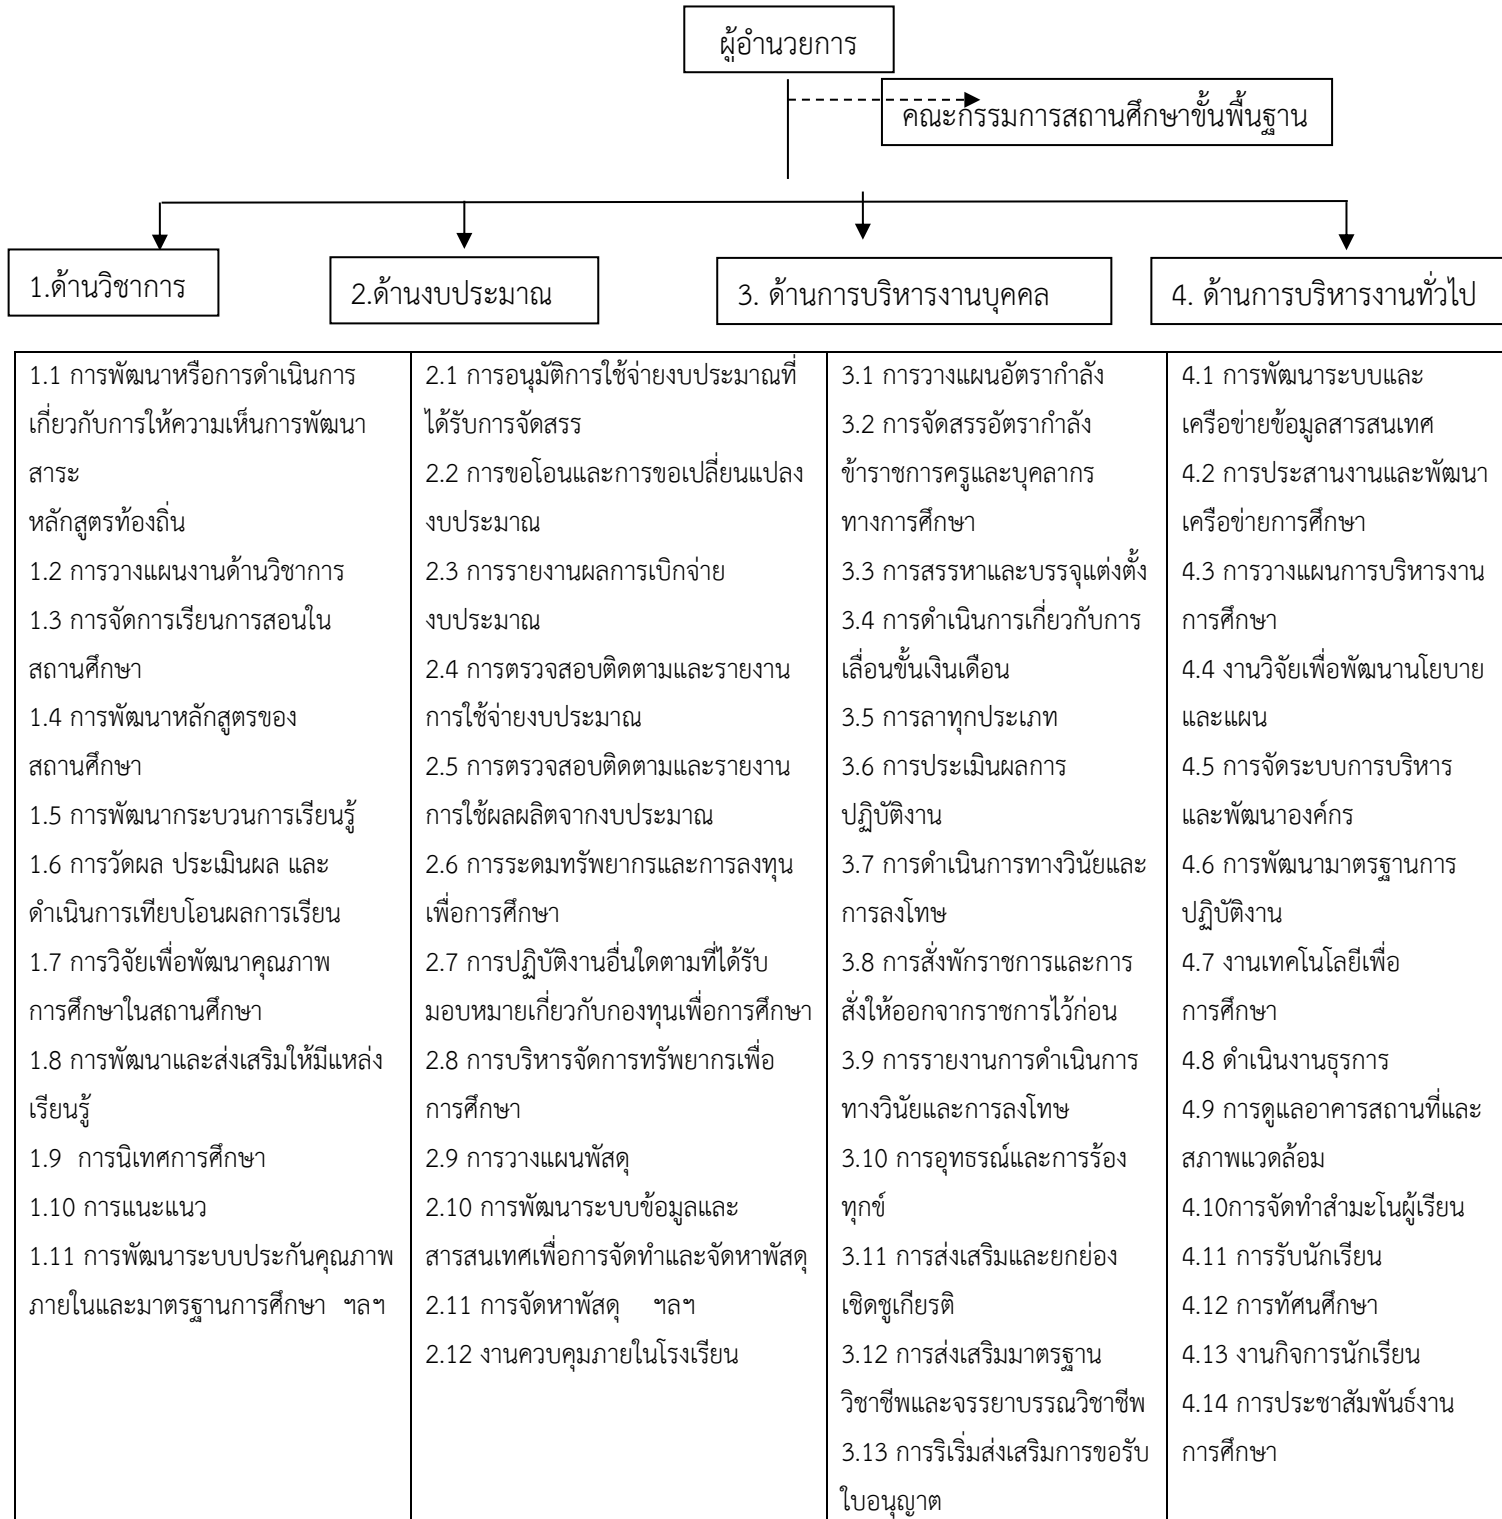 ผู้อำนวยการ
คณะกรรมการสถานศึกษาขั้นพื้นฐาน
1.ด้านวิชาการ
2.ด้านงบประมาณ
3. ด้านการบริหารงานบุคคล
4. ด้านการบริหารงานทั่วไป
1.1 การพัฒนาหรือการดำเนินการ
เกี่ยวกับการให้ความเห็นการพัฒนา
สาระ
หลักสูตรท้องถิ่น
1.2 การวางแผนงานด้านวิชาการ
1.3 การจัดการเรียนการสอนใน
สถานศึกษา
1.4 การพัฒนาหลักสูตรของ
สถานศึกษา
1.5 การพัฒนากระบวนการเรียนรู้
1.6 การวัดผล ประเมินผล และ
ดำเนินการเทียบโอนผลการเรียน
1.7 การวิจัยเพื่อพัฒนาคุณภาพ
การศึกษาในสถานศึกษา
1.8 การพัฒนาและส่งเสริมให้มีแหล่ง
เรียนรู้
1.9 การนิเทศการศึกษา
1.10 การแนะแนว
1.11 การพัฒนาระบบประกันคุณภาพ
ภายในและมาตรฐานการศึกษา ฯลฯ
2.1 การอนุมัติการใช้จ่ายงบประมาณที่
ได้รับการจัดสรร
2.2 การขอโอนและการขอเปลี่ยนแปลง
งบประมาณ
2.3 การรายงานผลการเบิกจ่าย
งบประมาณ
2.4 การตรวจสอบติดตามและรายงาน
การใช้จ่ายงบประมาณ
2.5 การตรวจสอบติดตามและรายงาน
การใช้ผลผลิตจากงบประมาณ
2.6 การระดมทรัพยากรและการลงทุน
เพื่อการศึกษา
2.7 การปฏิบัติงานอื่นใดตามที่ได้รับ
มอบหมายเกี่ยวกับกองทุนเพื่อการศึกษา
2.8 การบริหารจัดการทรัพยากรเพื่อ
การศึกษา
2.9 การวางแผนพัสดุ
2.10 การพัฒนาระบบข้อมูลและ
สารสนเทศเพื่อการจัดทำและจัดหาพัสดุ
2.11 การจัดหาพัสดุ ฯลฯ
2.12 งานควบคุมภายในโรงเรียน
3.1 การวางแผนอัตรากำลัง
3.2 การจัดสรรอัตรากำลัง
ข้าราชการครูและบุคลากร
ทางการศึกษา
3.3 การสรรหาและบรรจุแต่งตั้ง
3.4 การดำเนินการเกี่ยวกับการ
เลื่อนขั้นเงินเดือน
3.5 การลาทุกประเภท
3.6 การประเมินผลการ
ปฏิบัติงาน
3.7 การดำเนินการทางวินัยและ
การลงโทษ
3.8 การสั่งพักราชการและการ
สั่งให้ออกจากราชการไว้ก่อน
3.9 การรายงานการดำเนินการ
ทางวินัยและการลงโทษ
3.10 การอุทธรณ์และการร้อง
ทุกข์
3.11 การส่งเสริมและยกย่อง
เชิดชูเกียรติ
3.12 การส่งเสริมมาตรฐาน
วิชาชีพและจรรยาบรรณวิชาชีพ
3.13 การริเริ่มส่งเสริมการขอรับ
ใบอนุญาต
4.1 การพัฒนาระบบและ
เครือข่ายข้อมูลสารสนเทศ
4.2 การประสานงานและพัฒนา
เครือข่ายการศึกษา
4.3 การวางแผนการบริหารงาน
การศึกษา
4.4 งานวิจัยเพื่อพัฒนานโยบาย
และแผน
4.5 การจัดระบบการบริหาร
และพัฒนาองค์กร
4.6 การพัฒนามาตรฐานการ
ปฏิบัติงาน
4.7 งานเทคโนโลยีเพื่อ
การศึกษา
4.8 ดำเนินงานธุรการ
4.9 การดูแลอาคารสถานที่และ
สภาพแวดล้อม
4.10การจัดทำสำมะโนผู้เรียน
4.11 การรับนักเรียน
4.12 การทัศนศึกษา
4.13 งานกิจการนักเรียน
4.14 การประชาสัมพันธ์งาน
การศึกษา